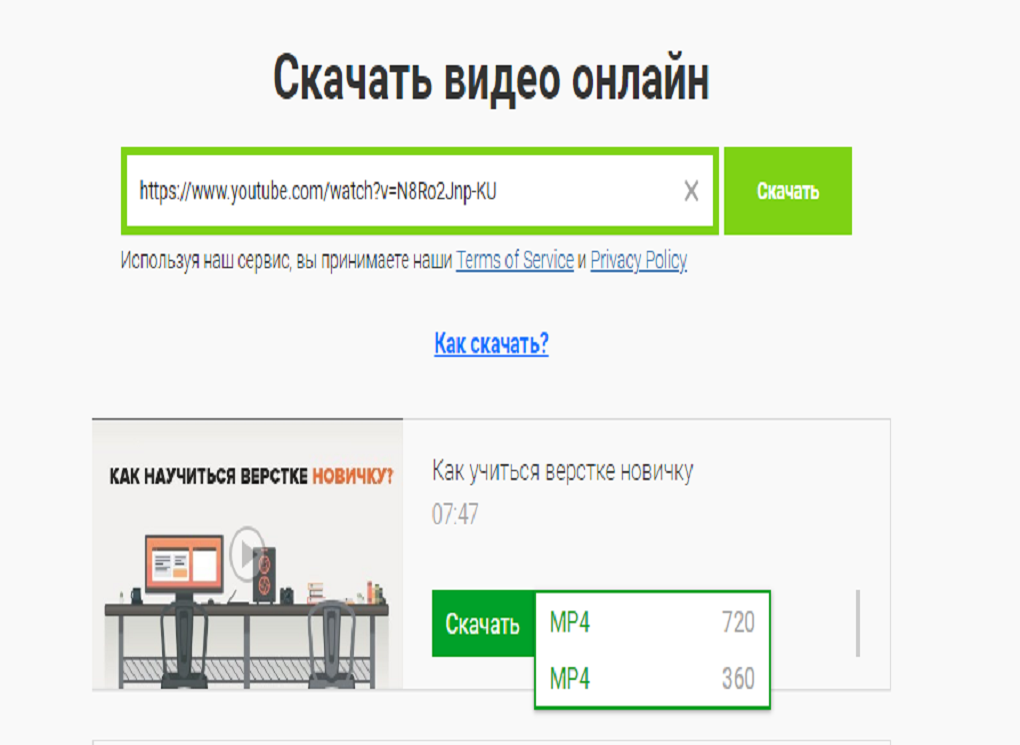 Скачать видео онлайн
https://www.youtube.com/watch?v=N8Ro2Jnp-KU
Скачать
Используя наш сервис, вы принимаете наши Terms of Service и Privacy Policy
Как скачать?
КАК НАУЧИТЬСЯ ВЕРСТКЕ НОВИЧКУ?
Как учиться верстке новичку
07:47
Скачать MP4 720
MP4 360